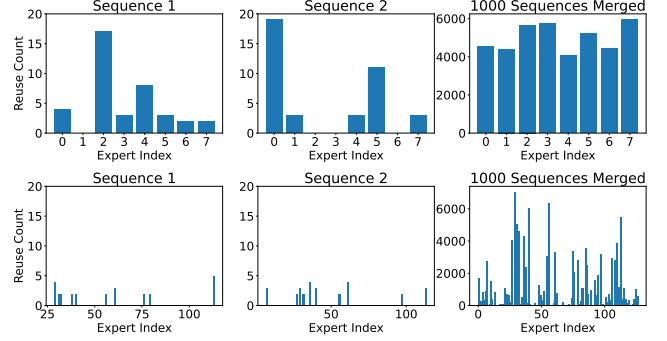 Sequence 1
Sequence 2
1000 Sequences Merged
Reuse Count
20
15
10
5
0
0 1 2 3 4 5 6 7
Expert Index
20
15
10
5
0
0 1 2 3 4 5 6 7
Expert Index
6000
4000
2000
0
0 1 2 3 4 5 6 7
Expert Index
Sequence 1
Sequence 2
1000 Sequences Merged
Reuse Count
20
15
10
5
0
25 50 75 100
Expert Index
20
15
10
5
0
50 100
Expert Index
6000
4000
2000
0
0 50 100
Expert Index